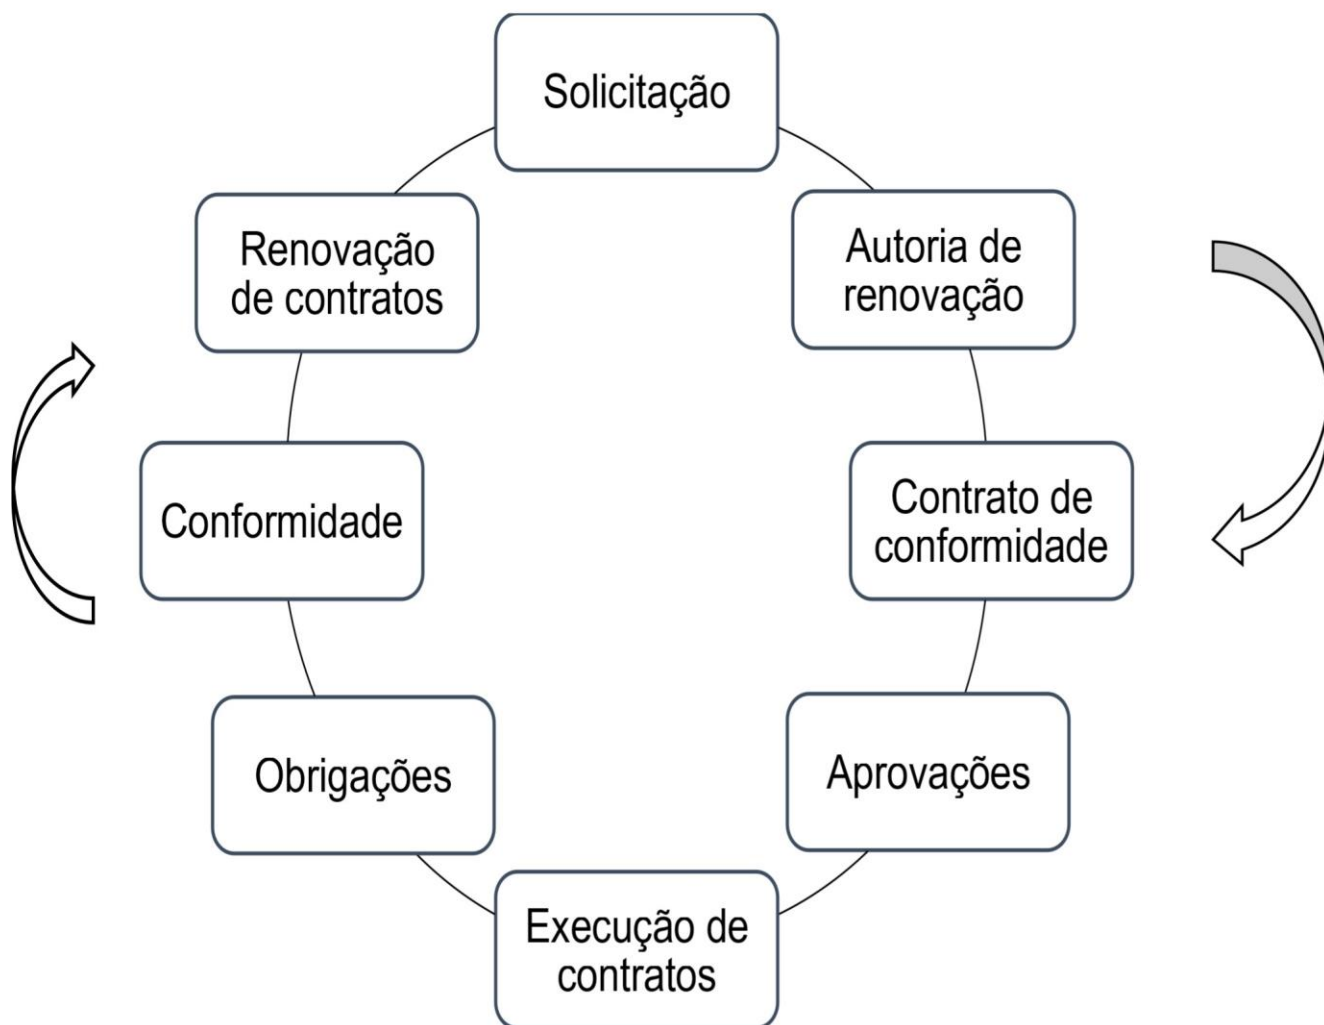 Solicitação
Autoria de
renovação
Contrato de
conformidade
Aprovações
Execução de
contratos
Obrigações
Conformidade
Renovação
de contratos